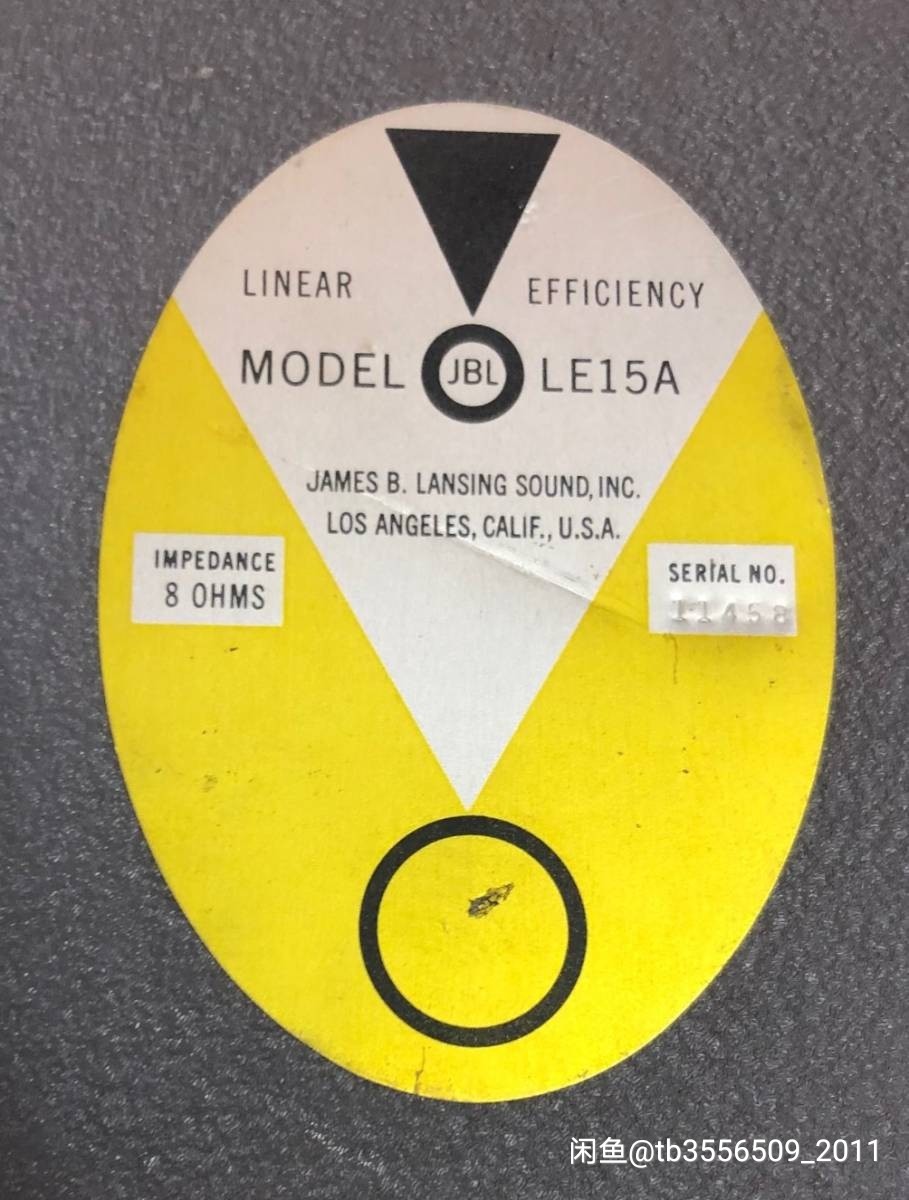 LINEAR EFFICIENCY
MODEL JBL LE15A
JAMES B. LANSING SOUND, INC.
LOS ANGELES, CALIF., U.S.A.
IMPEDANCE
8 OHMS
SERIAL NO.
11458
闲鱼@tb3556509_2011